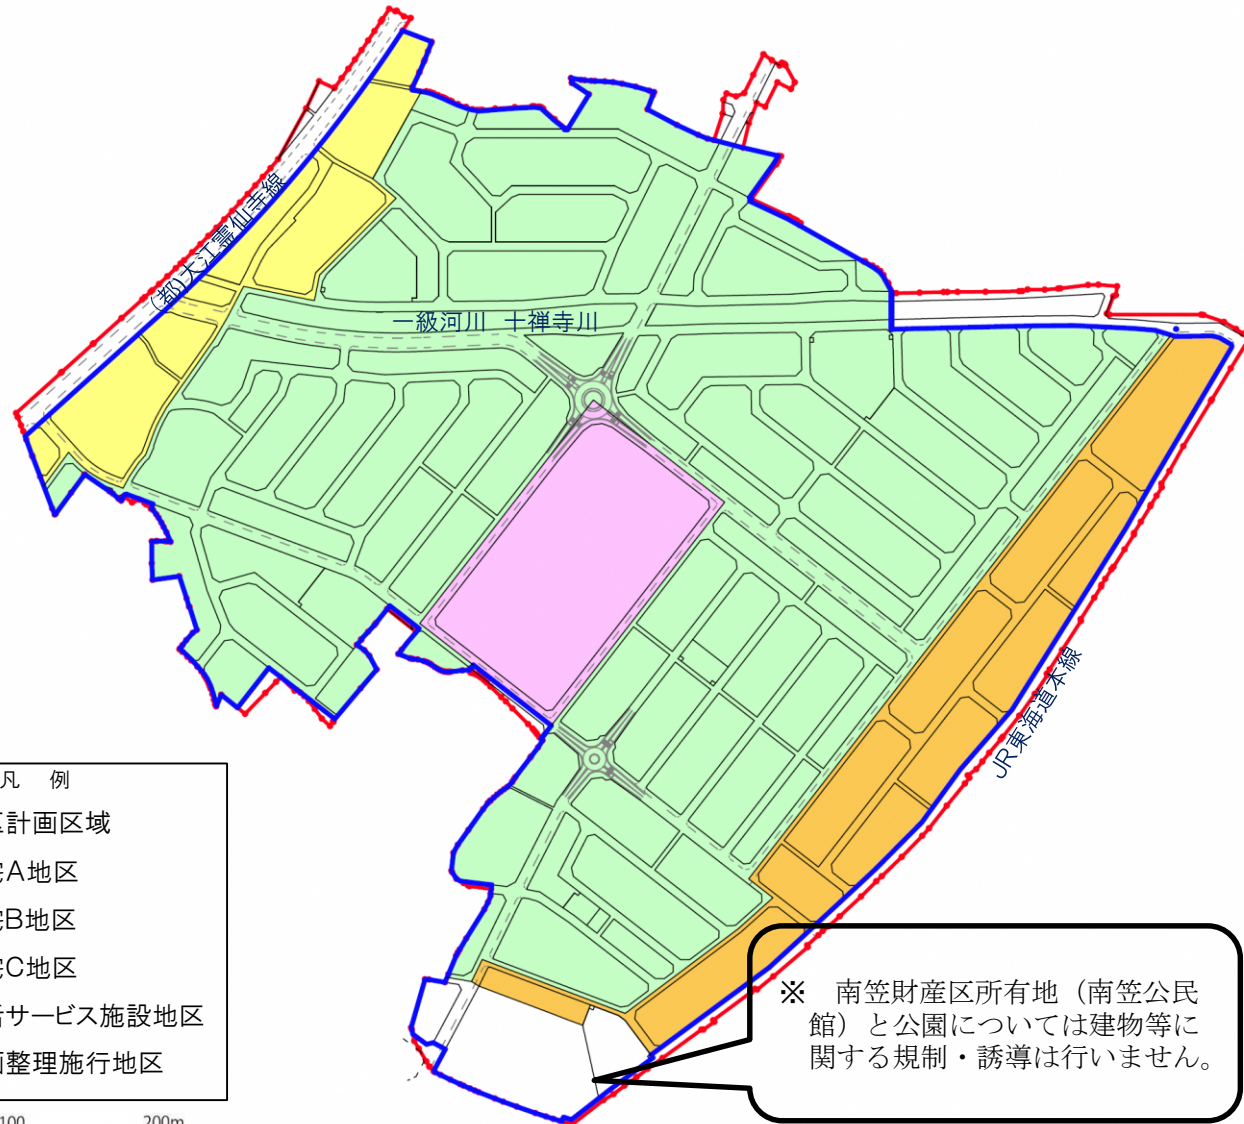 (都)大江霊仙寺線
一級河川 十禅寺川
JR東海道本線
凡 例
区計画区域
宅A地区
宅B地区
宅C地区
サービス施設地区
整理施行地区
100 200m
※ 南笠財産区所有地（南笠公民
館）と公園については建物等に
関する規制・誘導は行いません。